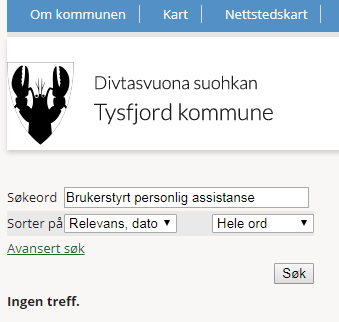 Om kommunen Kart Nettstedskart
Divtasvuona suohkan
Tysfjord kommune
Søkeord Brukerstyrt personlig assistanse
Sorter på Relevans, dato Hele ord
Avansert søk
Søk
Ingen treff.